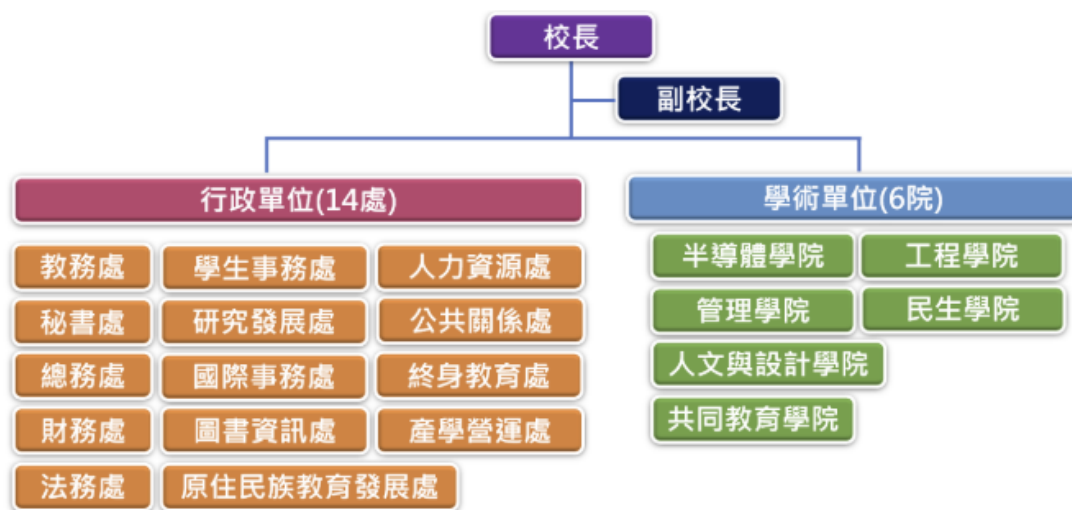 校長
副校長
行政單位(14處)
教務處 學生事務處 人力資源處
秘書處 研究發展處 公共關係處
總務處 國際事務處 終身教育處
財務處 圖書資訊處 產學營運處
法務處 原住民族教育發展處
學術單位(6院)
半導體學院 工程學院
管理學院 民生學院
人文與設計學院
共同教育學院